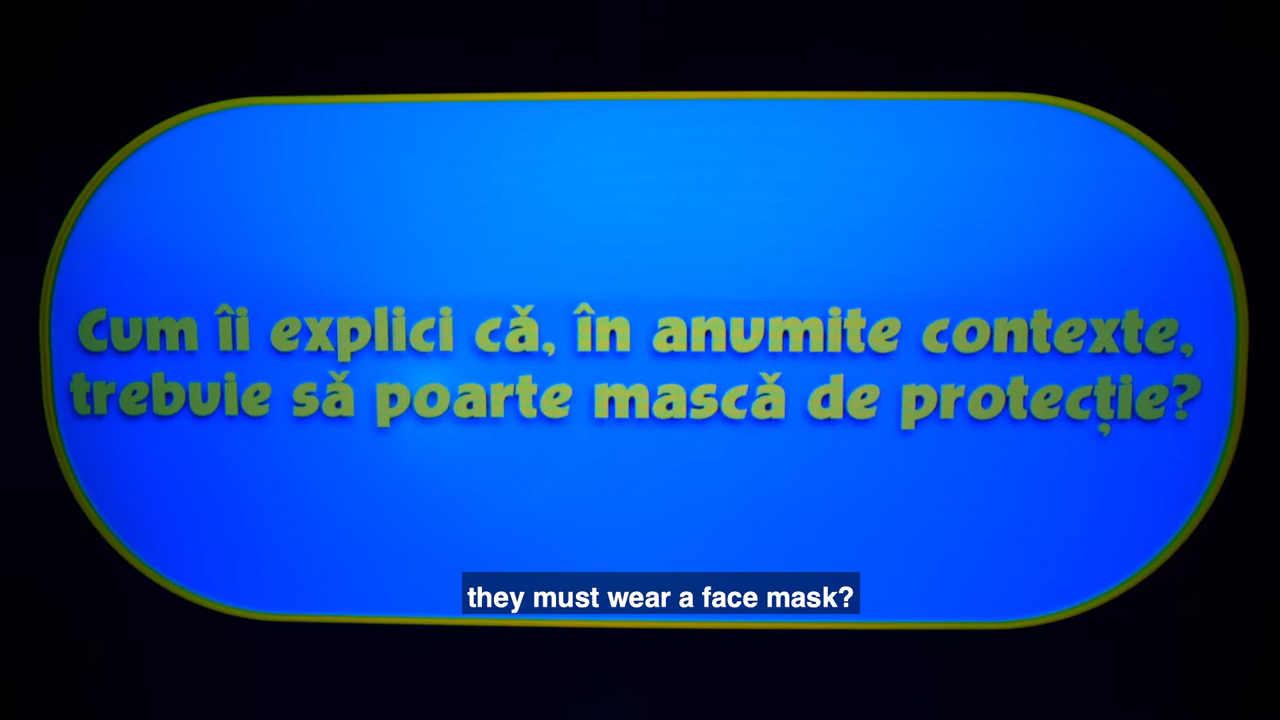 Cum îi explici că, în anumite contexte,
trebuie să poarte mască de protecție?
they must wear a face mask?